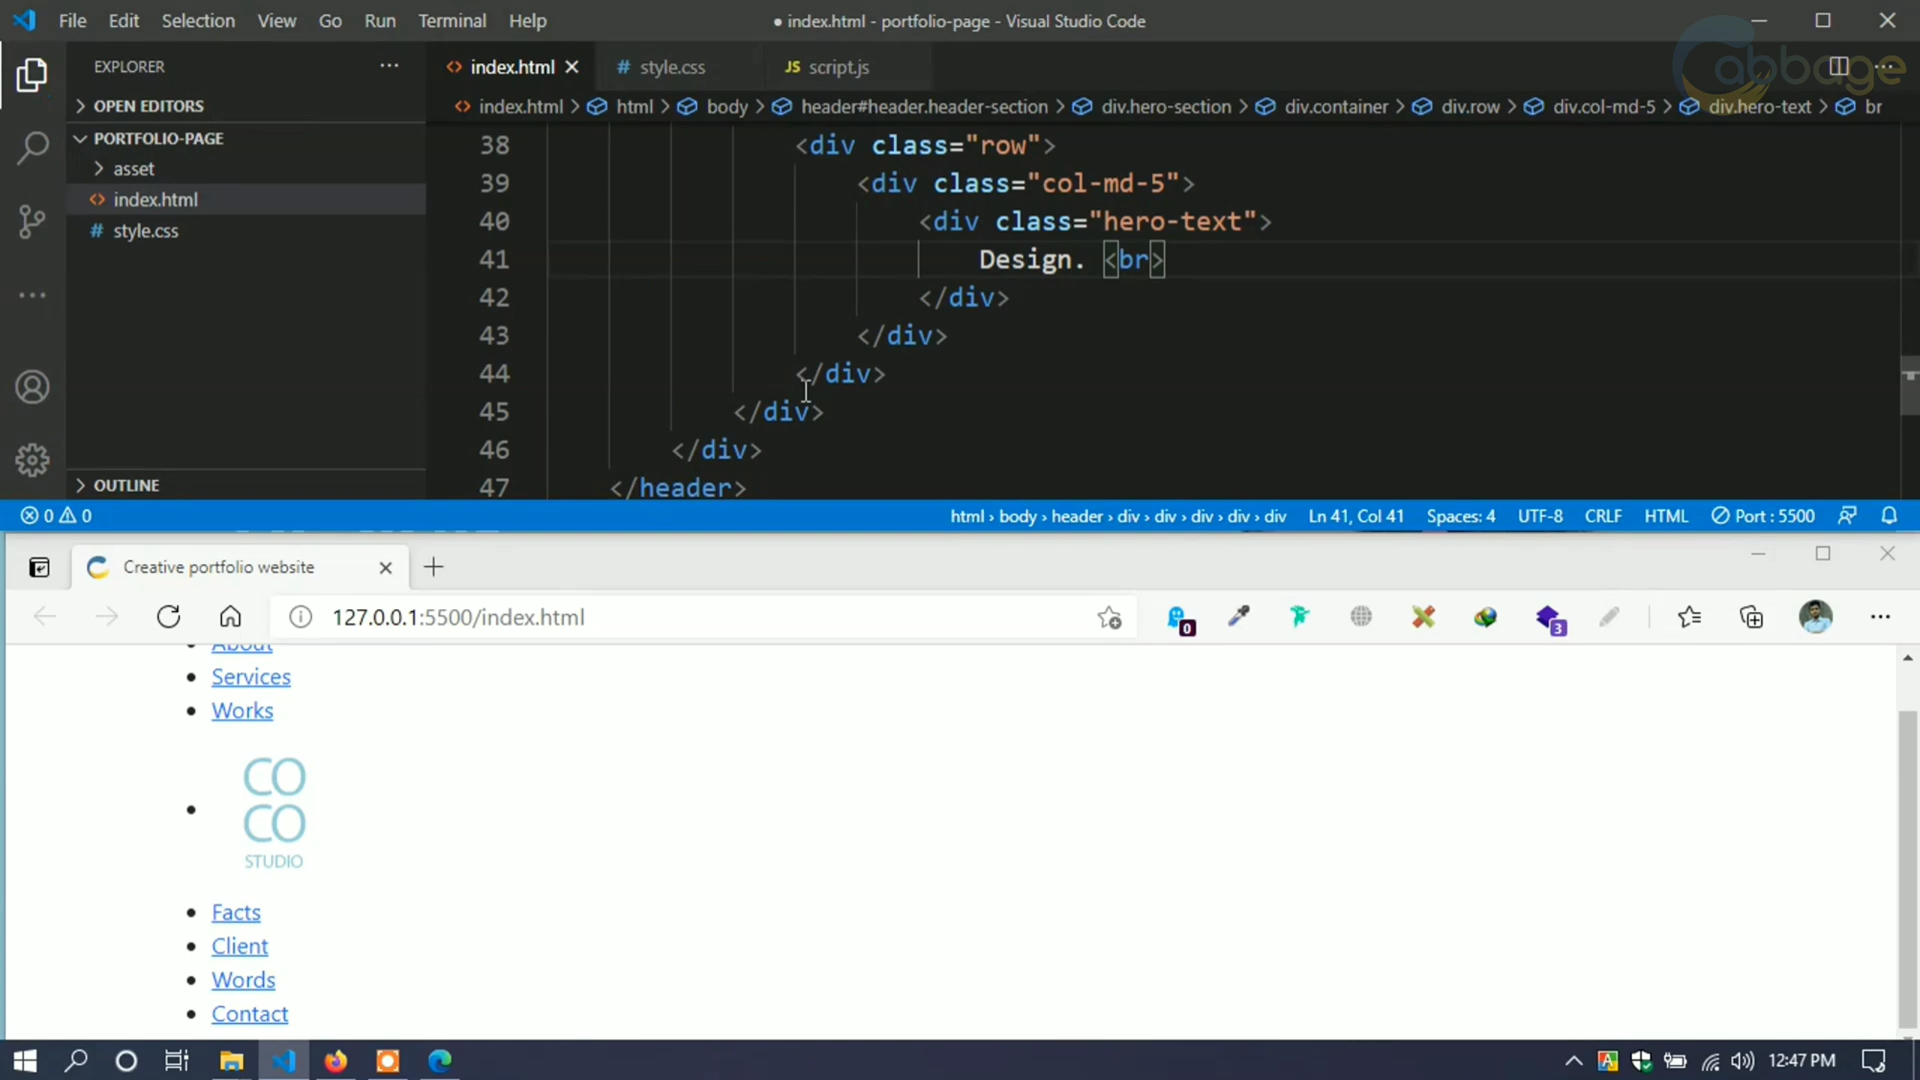 File Edit Selection View Go Run Terminal Help ● index.html - portfolio-page - Visual Studio Code
abbage
EXPLORER ···
index.html
# style.css
JS script.js
OPEN EDITORS
index.html > html > body > header#header.header-section > div.hero-section > div.container > div.row > div.col-md-5 > div.hero-text > br
PORTFOLIO-PAGE
asset
index.html
# style.css
38 <div class="row">
39 <div class="col-md-5">
40 <div class="hero-text">
41 Design. <br>
42 </div>
43 </div>
44 </div>
45 </div>
46 </div>
47 </header>
OUTLINE
0 0 html › body › header › div › div › div › div › div Ln 41, Col 41 Spaces: 4 UTF-8 CRLF HTML Port : 5500
Creative portfolio website
127.0.0.1:5500/index.html
0
3
About
Services
Works
CO
CO
STUDIO
Facts
Client
Words
Contact
A
12:47 PM